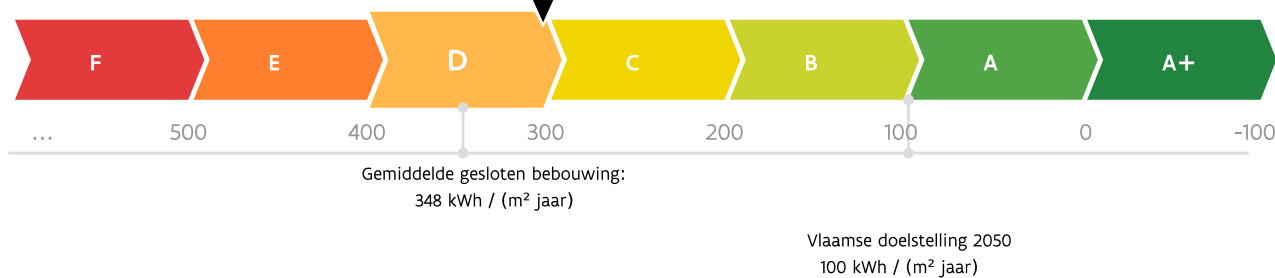 F E D C B A A+
... 500 400 300 200 100 0 -100
Gemiddelde gesloten bebouwing:
348 kWh / (m² jaar)
Vlaamse doelstelling 2050
100 kWh / (m² jaar)